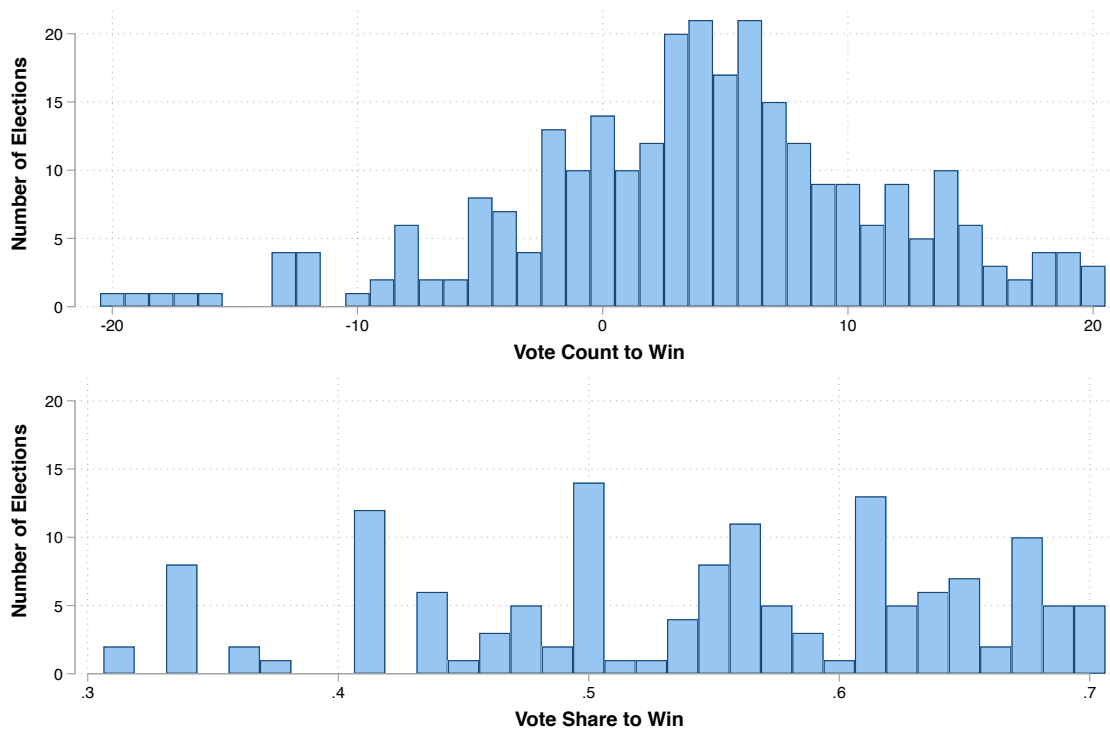 Number of Elections
20
15
10
5
0
-20 -10 0 10 20
Vote Count to Win
Number of Elections
20
15
10
5
0
.3 .4 .5 .6 .7
Vote Share to Win